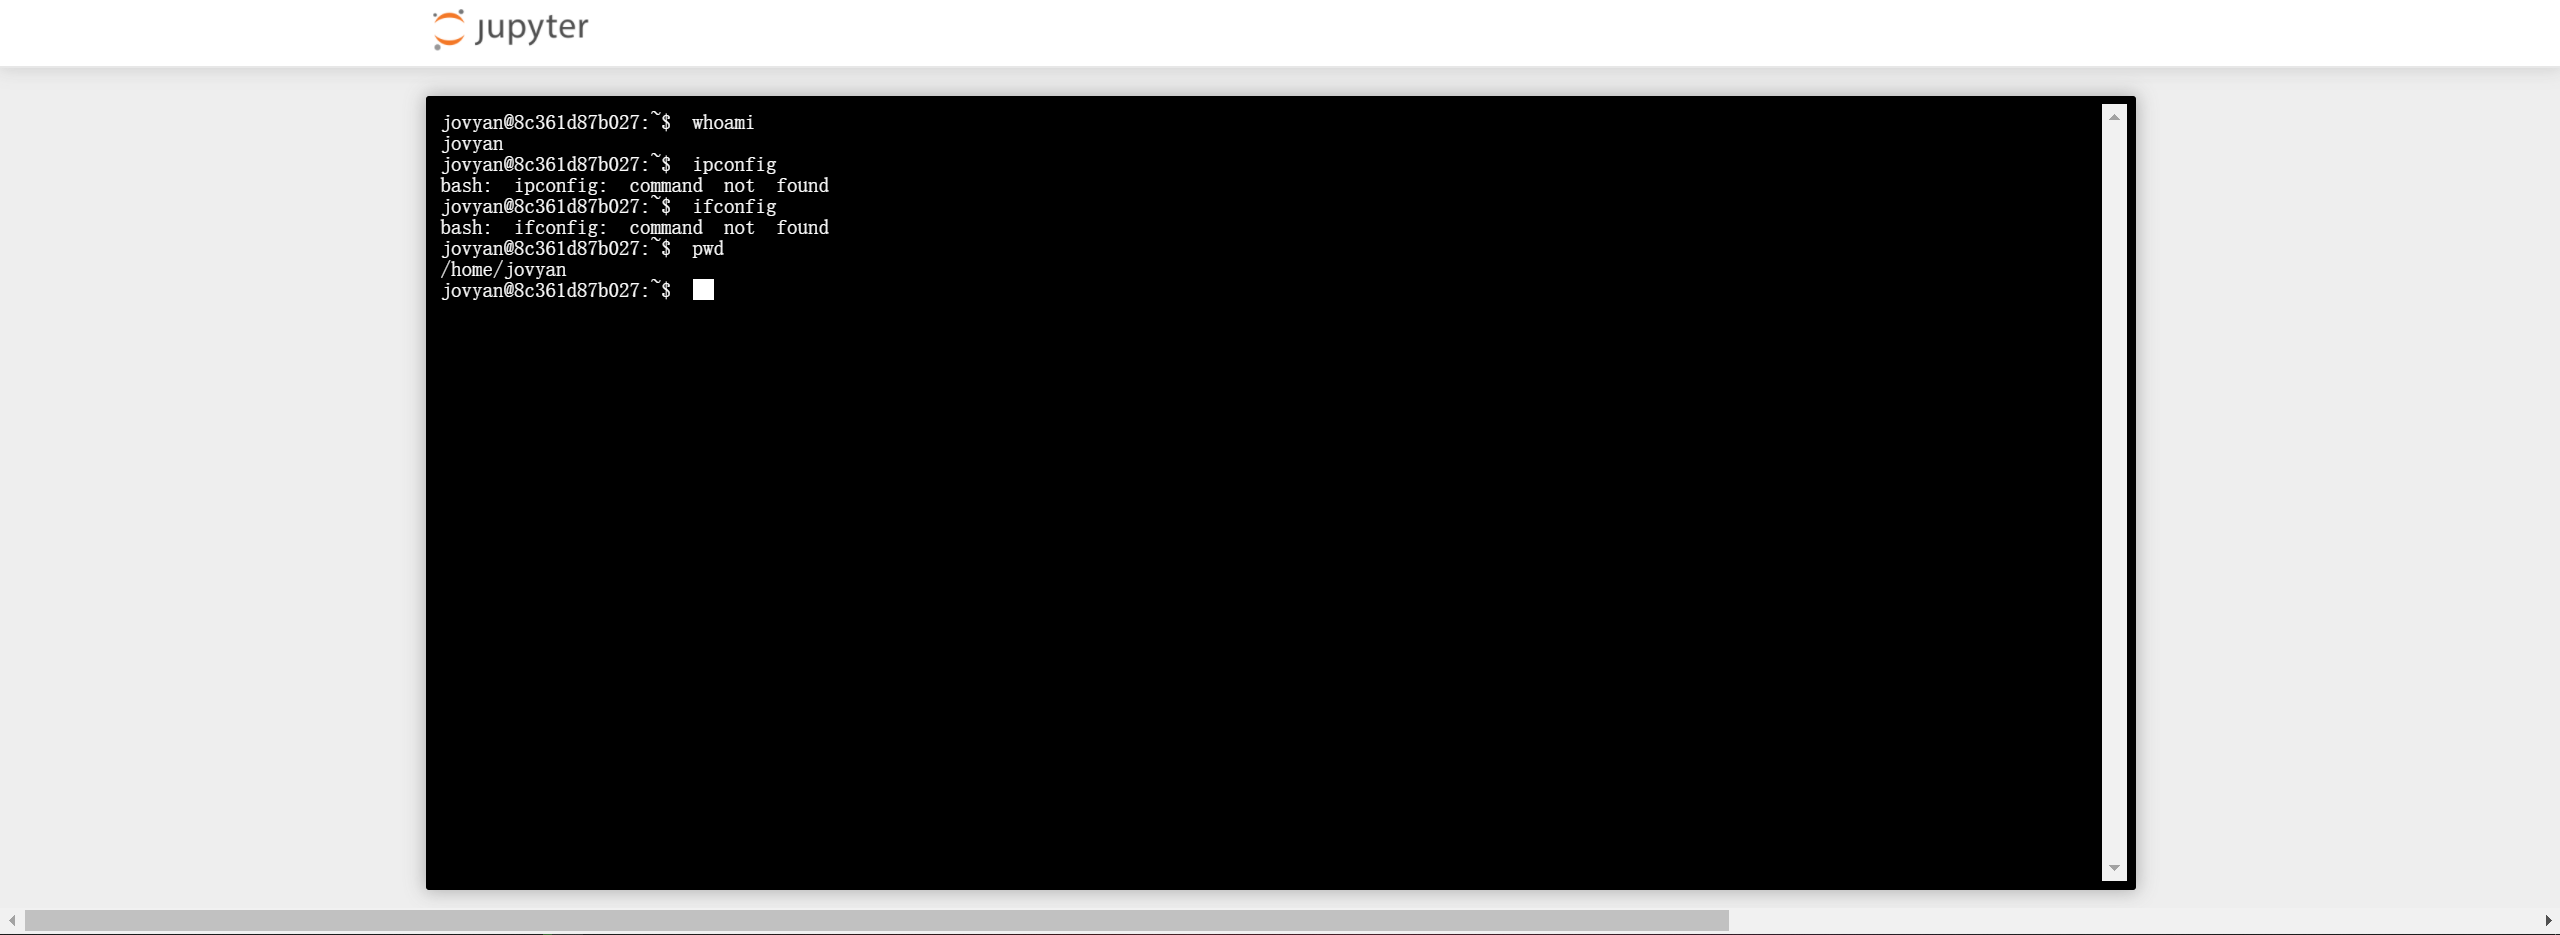 jupyter
jovyan@8c361d87b027:~$ whoami
jovyan
jovyan@8c361d87b027:~$ ipconfig
bash: ipconfig: command not found
jovyan@8c361d87b027:~$ ifconfig
bash: ifconfig: command not found
jovyan@8c361d87b027:~$ pwd
/home/jovyan
jovyan@8c361d87b027:~$